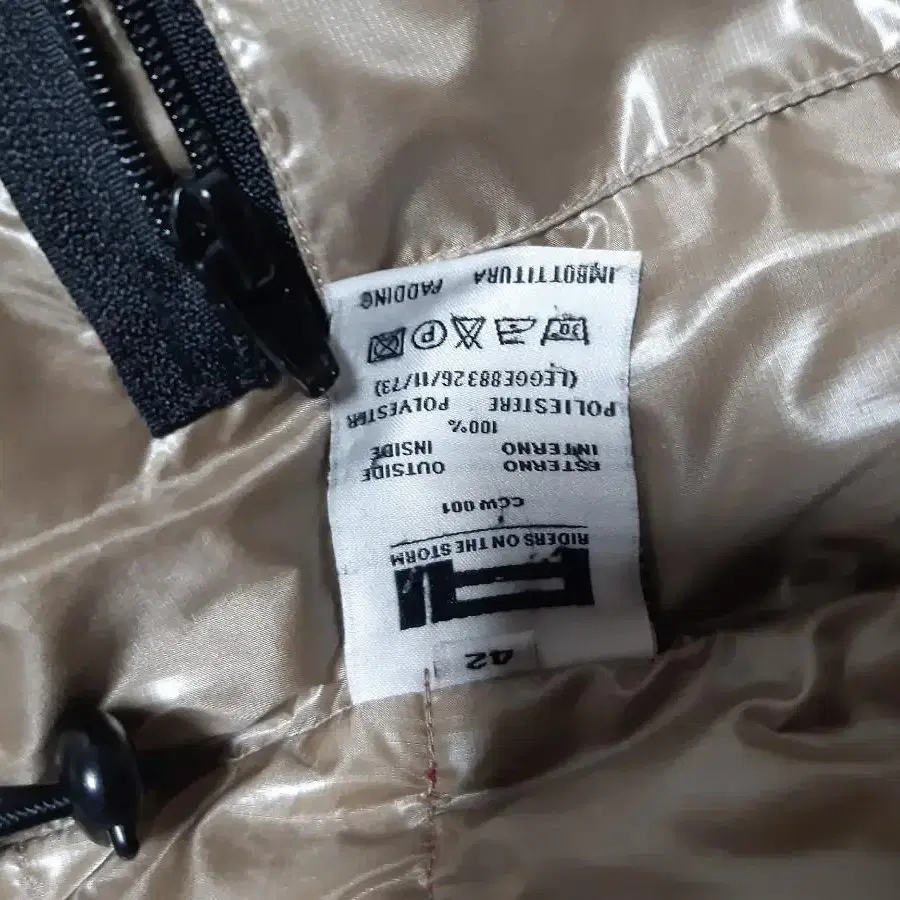 42
RIDERS ON THE STORM
CCW 001
ESTERNO OUTSIDE
INTERNO INSIDE
100%
POLIESTERE POLYESTER
(LEGGE883 26/11/73)
30 P
IMBOTTITURA PADDING